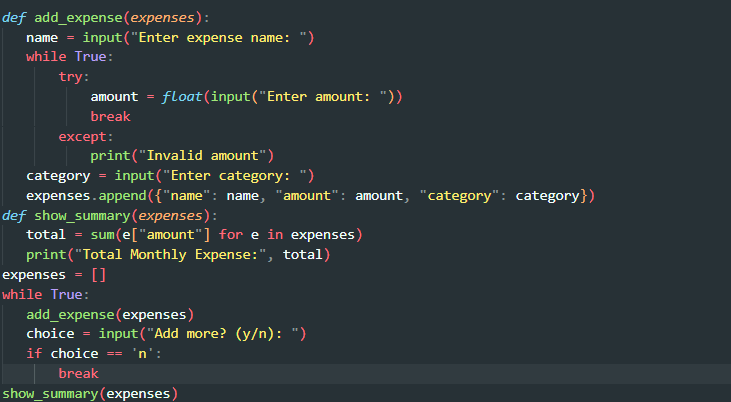 def add_expense(expenses):
    name = input("Enter expense name: ")
    while True:
        try:
            amount = float(input("Enter amount: "))
            break
        except:
            print("Invalid amount")
    category = input("Enter category: ")
    expenses.append({"name": name, "amount": amount, "category": category})
def show_summary(expenses):
    total = sum(e["amount"] for e in expenses)
    print("Total Monthly Expense:", total)
expenses = []
while True:
    add_expense(expenses)
    choice = input("Add more? (y/n): ")
    if choice == 'n':
        break
show_summary(expenses)